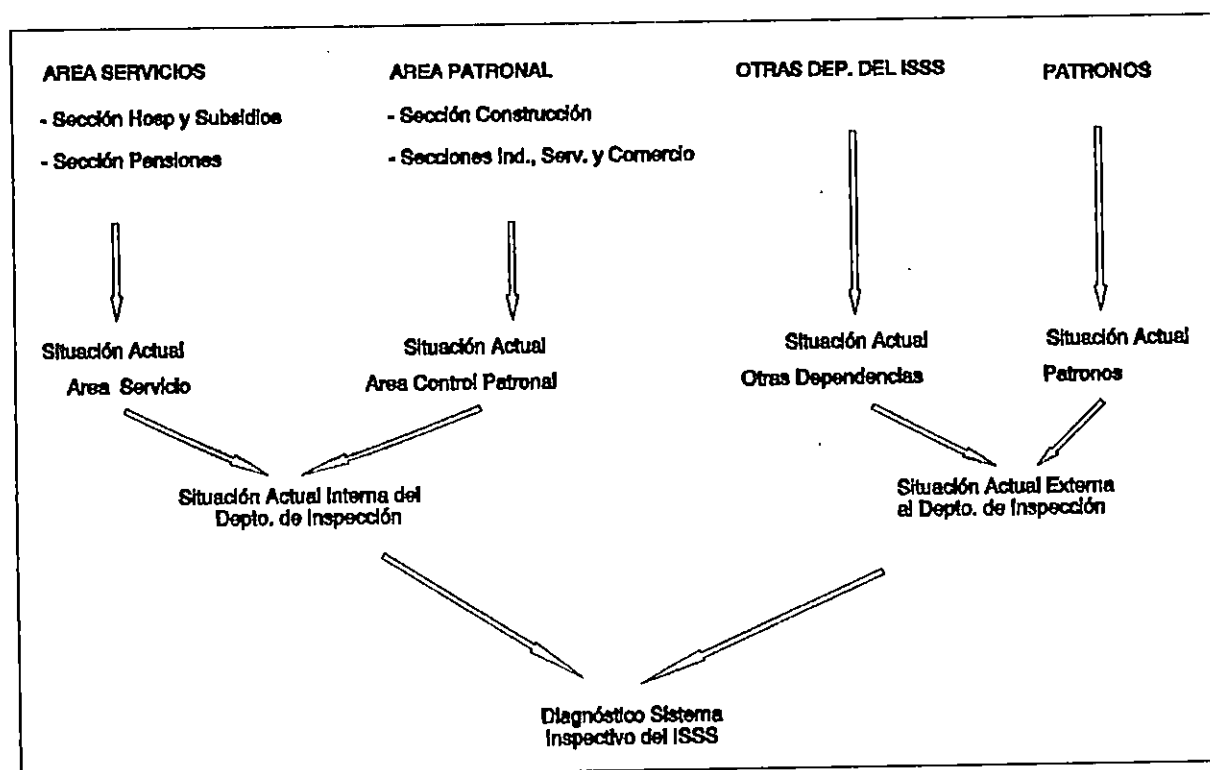 AREA SERVICIOS
- Sección Hosp y Subsidios
- Sección Pensiones
AREA PATRONAL
- Sección Construcción
- Secciones Ind., Serv. y Comercio
OTRAS DEP. DEL ISSS
PATRONOS
Situación Actual
Area Servicio
Situación Actual
Area Control Patronal
Situación Actual
Otras Dependencias
Situación Actual
Patronos
Situación Actual Interna del
Depto. de Inspección
Situación Actual Externa
al Depto. de Inspección
Diagnóstico Sistema
Inspectivo del ISSS